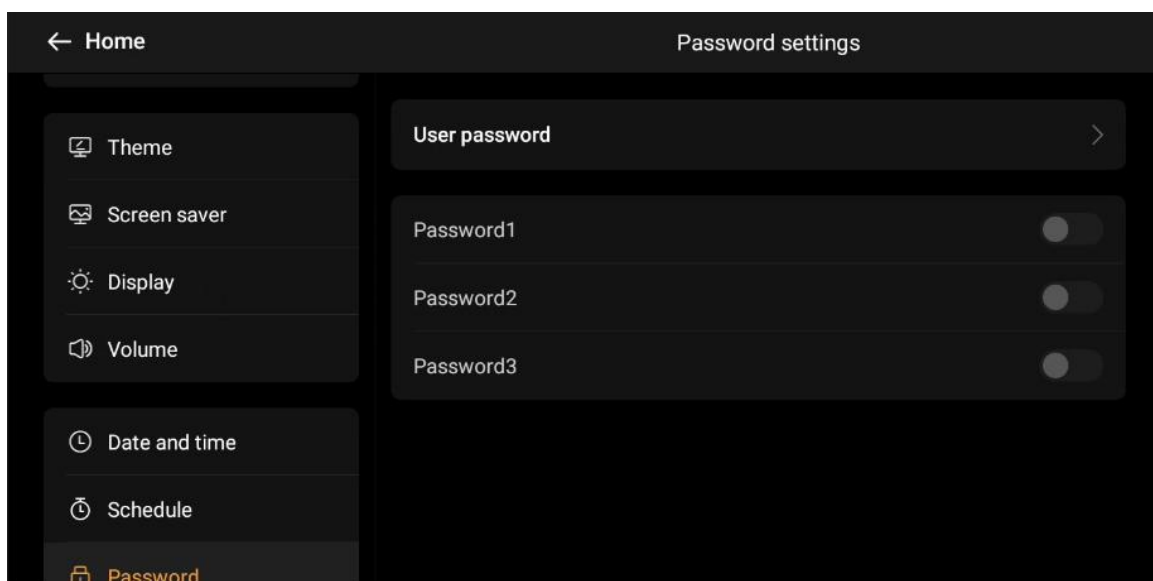 Home
Password settings
Theme
Screen saver
Display
Volume
Date and time
Schedule
Password
User password
Password1
Password2
Password3